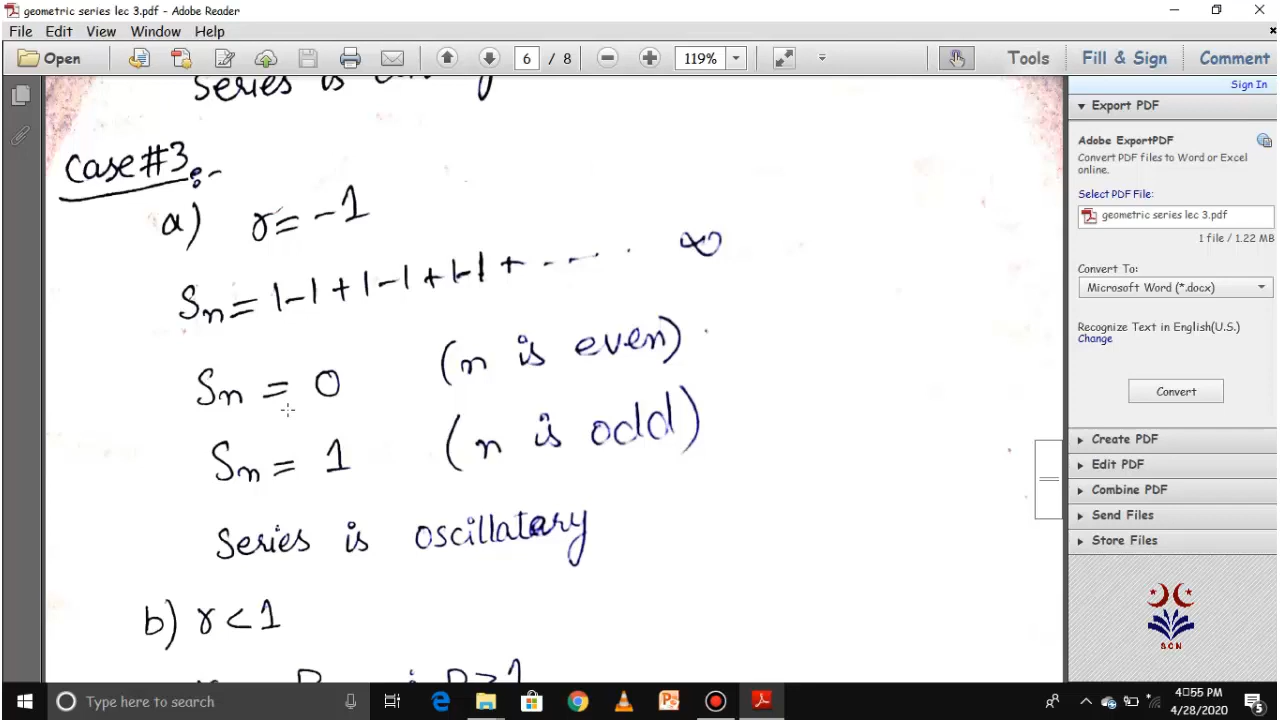 geometric series lec 3.pdf - Adobe Reader
File Edit View Window Help
Open 6 / 8 119% Tools Fill & Sign Comment
Sign In
Series is
Case#3:-
a) r = -1
Sn = 1-1+1-1+1-1+ ....... ∞
Sn = 0 (n is even)
Sn = 1 (n is odd)
Series is oscillatory
b) r < 1
Export PDF
Adobe ExportPDF
Convert PDF files to Word or Excel
online.
Select PDF File:
geometric series lec 3.pdf
1 file / 1.22 MB
Convert To:
Microsoft Word (*.docx)
Recognize Text in English(U.S.)
Change
Convert
Create PDF
Edit PDF
Combine PDF
Send Files
Store Files
SCN
Type here to search
4:55 PM
4/28/2020
5